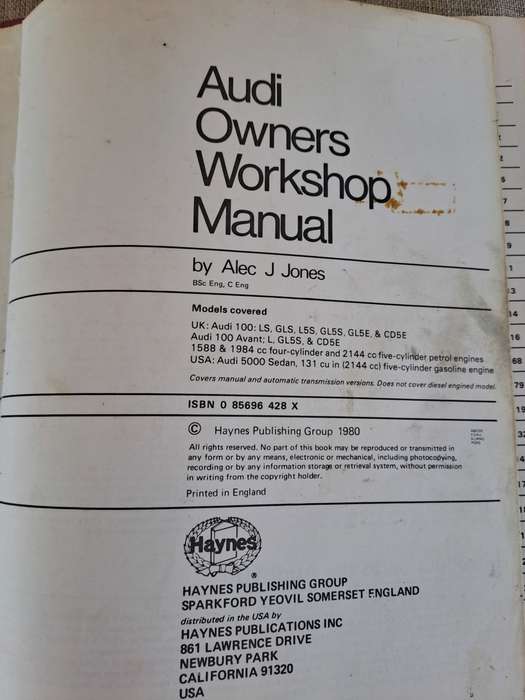 Audi
Owners
Workshop
Manual
by Alec J Jones
BSc Eng, C Eng
Models covered
UK: Audi 100: LS, GLS, L5S, GL5S, GL5E, & CD5E
Audi 100 Avant; L, GL5S, & CD5E
1588 & 1984 cc four-cylinder and 2144 cc five-cylinder petrol engines
USA: Audi 5000 Sedan, 131 cu in (2144 cc) five-cylinder gasoline engine
Covers manual and automatic transmission versions. Does not cover diesel engined model
ISBN 0 85696 428 X
© Haynes Publishing Group 1980
All rights reserved. No part of this book may be reproduced or transmitted in
any form or by any means, electronic or mechanical, including photocopying,
recording or by any information storage or retrieval system, without permission
in writing from the copyright holder.
Printed in England
Haynes
®
HAYNES PUBLISHING GROUP
SPARKFORD YEOVIL SOMERSET ENGLAND
distributed in the USA by
HAYNES PUBLICATIONS INC
861 LAWRENCE DRIVE
NEWBURY PARK
CALIFORNIA 91320
USA